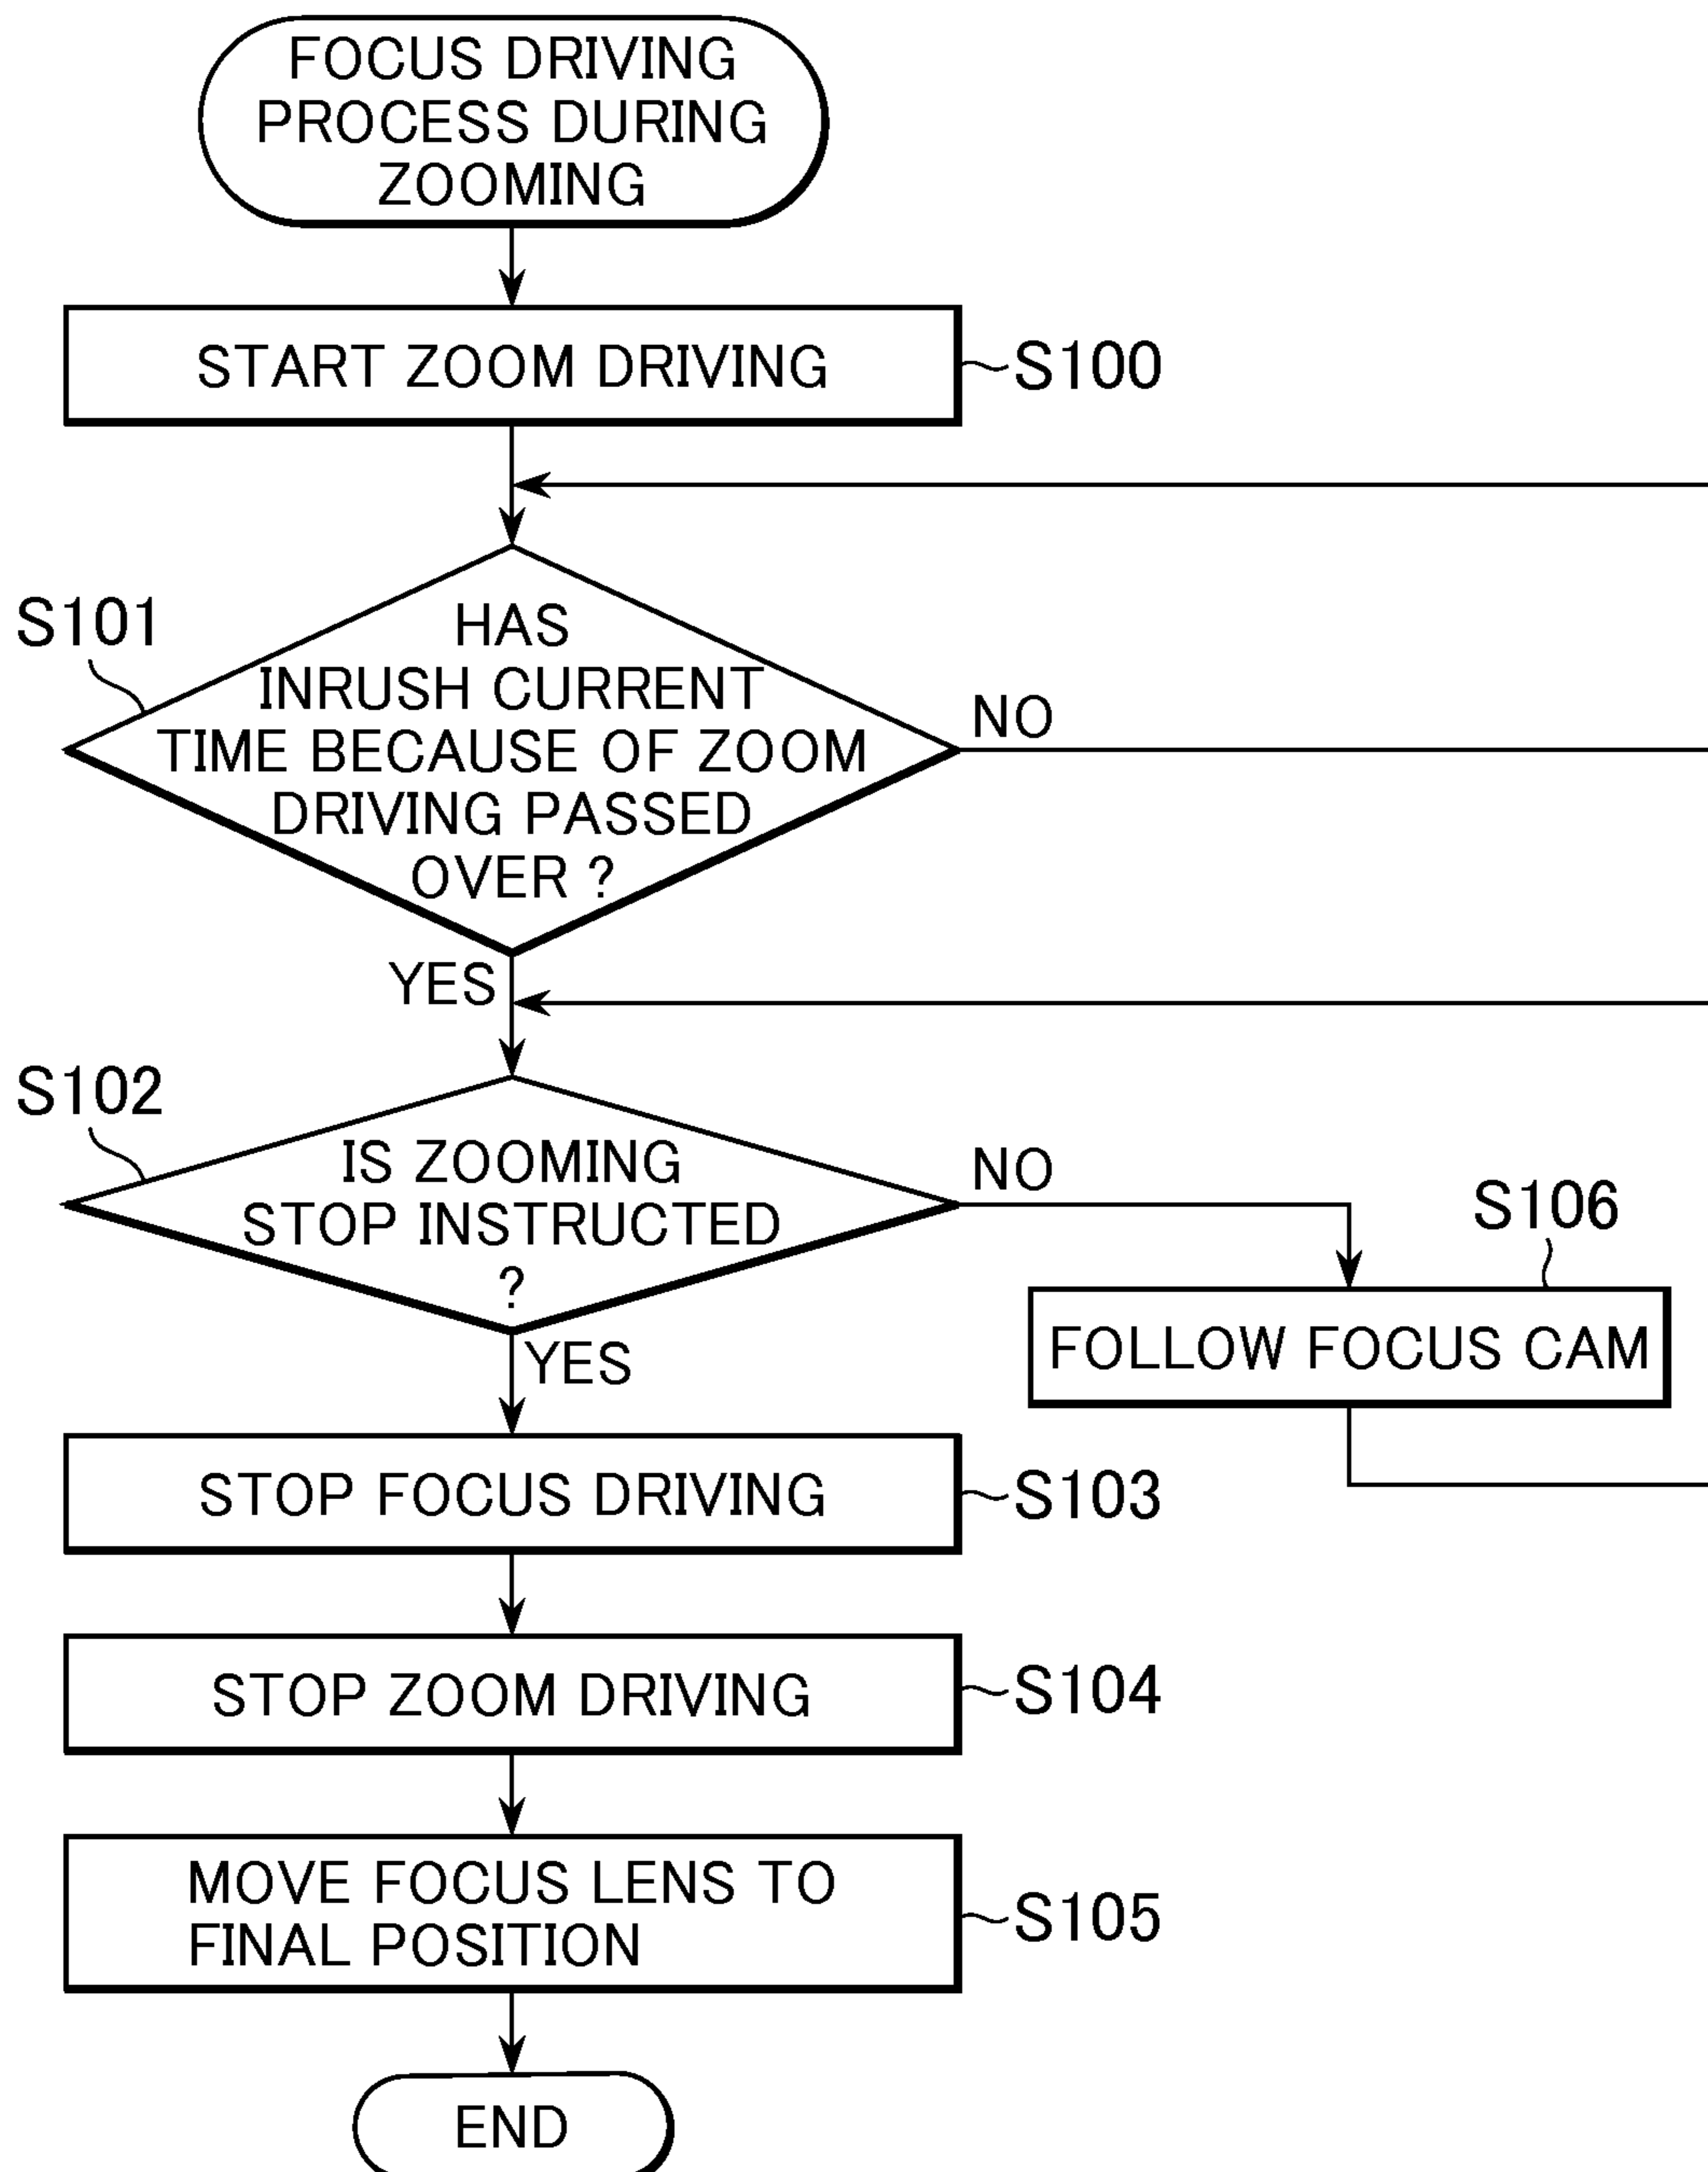 FOCUS DRIVING
PROCESS DURING
ZOOMING
START ZOOM DRIVING
S100
S101
HAS
INRUSH CURRENT
TIME BECAUSE OF ZOOM
DRIVING PASSED
OVER ?
NO
YES
S102
IS ZOOMING
STOP INSTRUCTED
?
NO
YES
S106
FOLLOW FOCUS CAM
STOP FOCUS DRIVING
S103
STOP ZOOM DRIVING
S104
MOVE FOCUS LENS TO
FINAL POSITION
S105
END